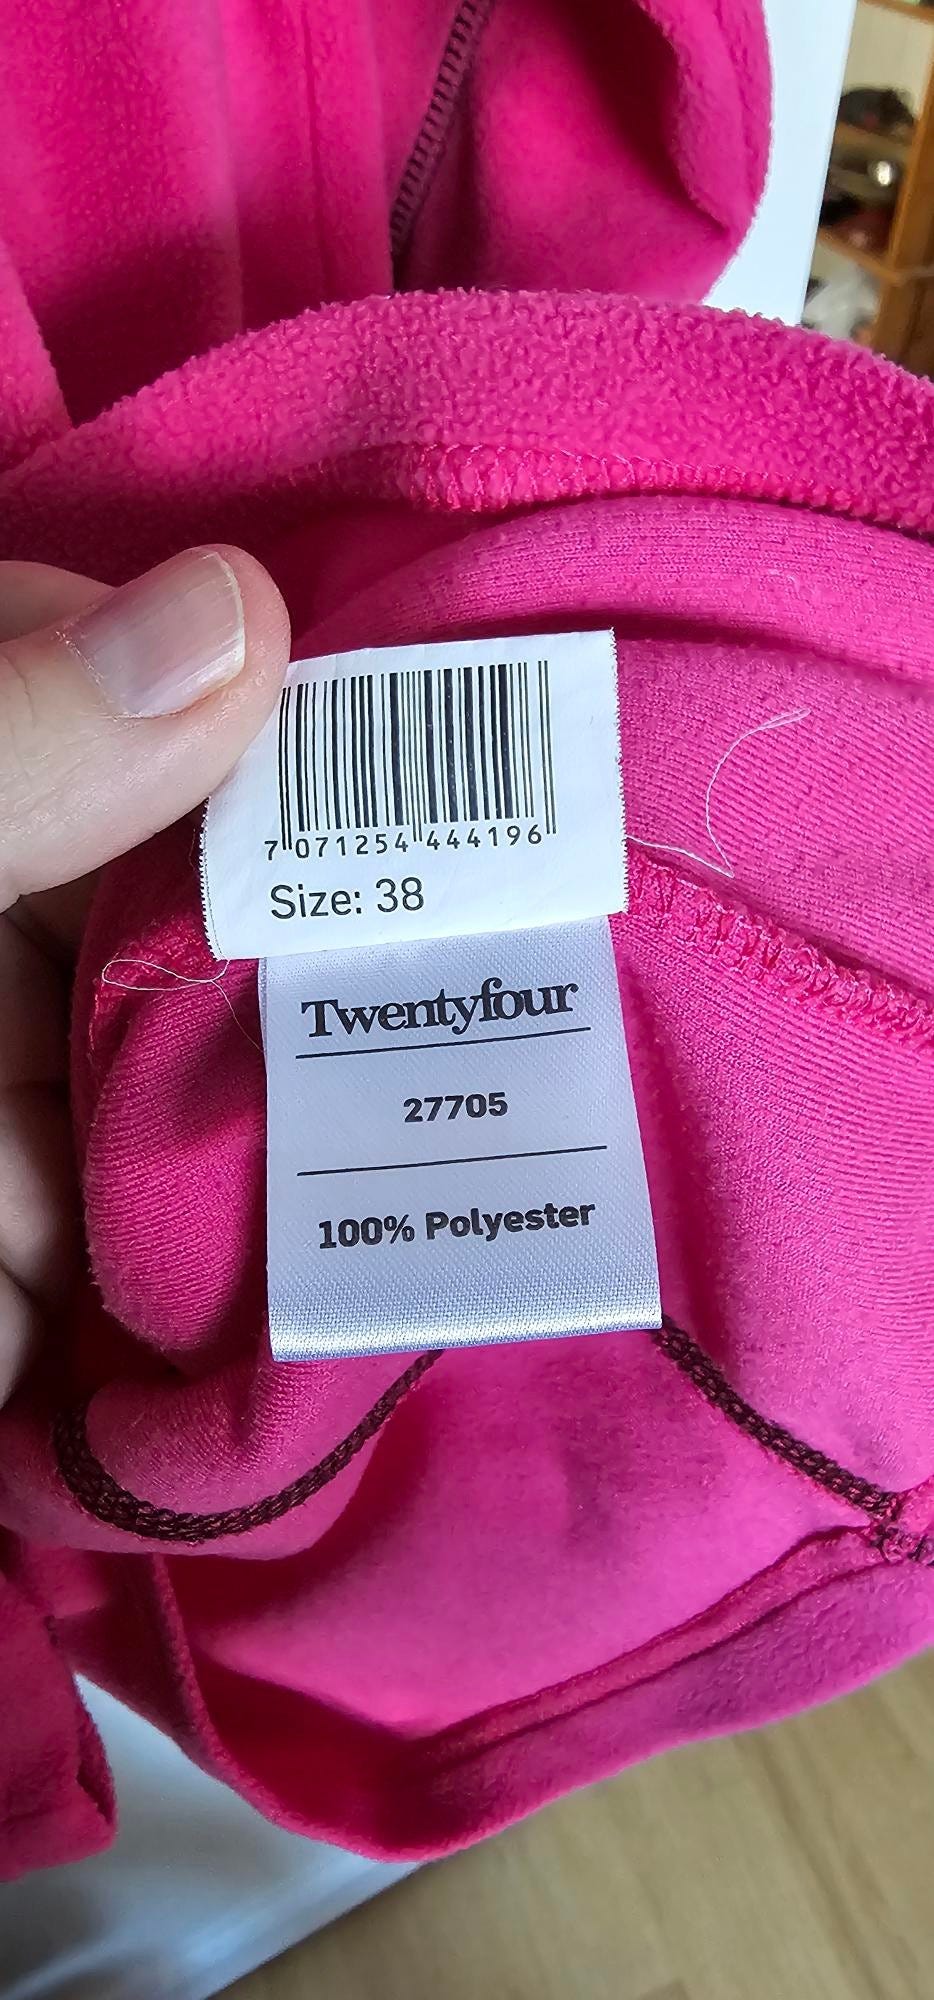 7 071254 444196
Size: 38
Twentyfour
27705
100% Polyester